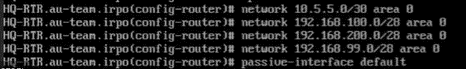 HQ-RTR.au-team.irpo(config-router)# network 10.5.5.0/30 area 0
HQ-RTR.au-team.irpo(config-router)# network 192.168.100.0/28 area 0
HQ-RTR.au-team.irpo(config-router)# network 192.168.200.0/28 area 0
HQ-RTR.au-team.irpo(config-router)# network 192.168.99.0/28 area 0
HQ-RTR.au-team.irpo(config-router)# passive-interface default